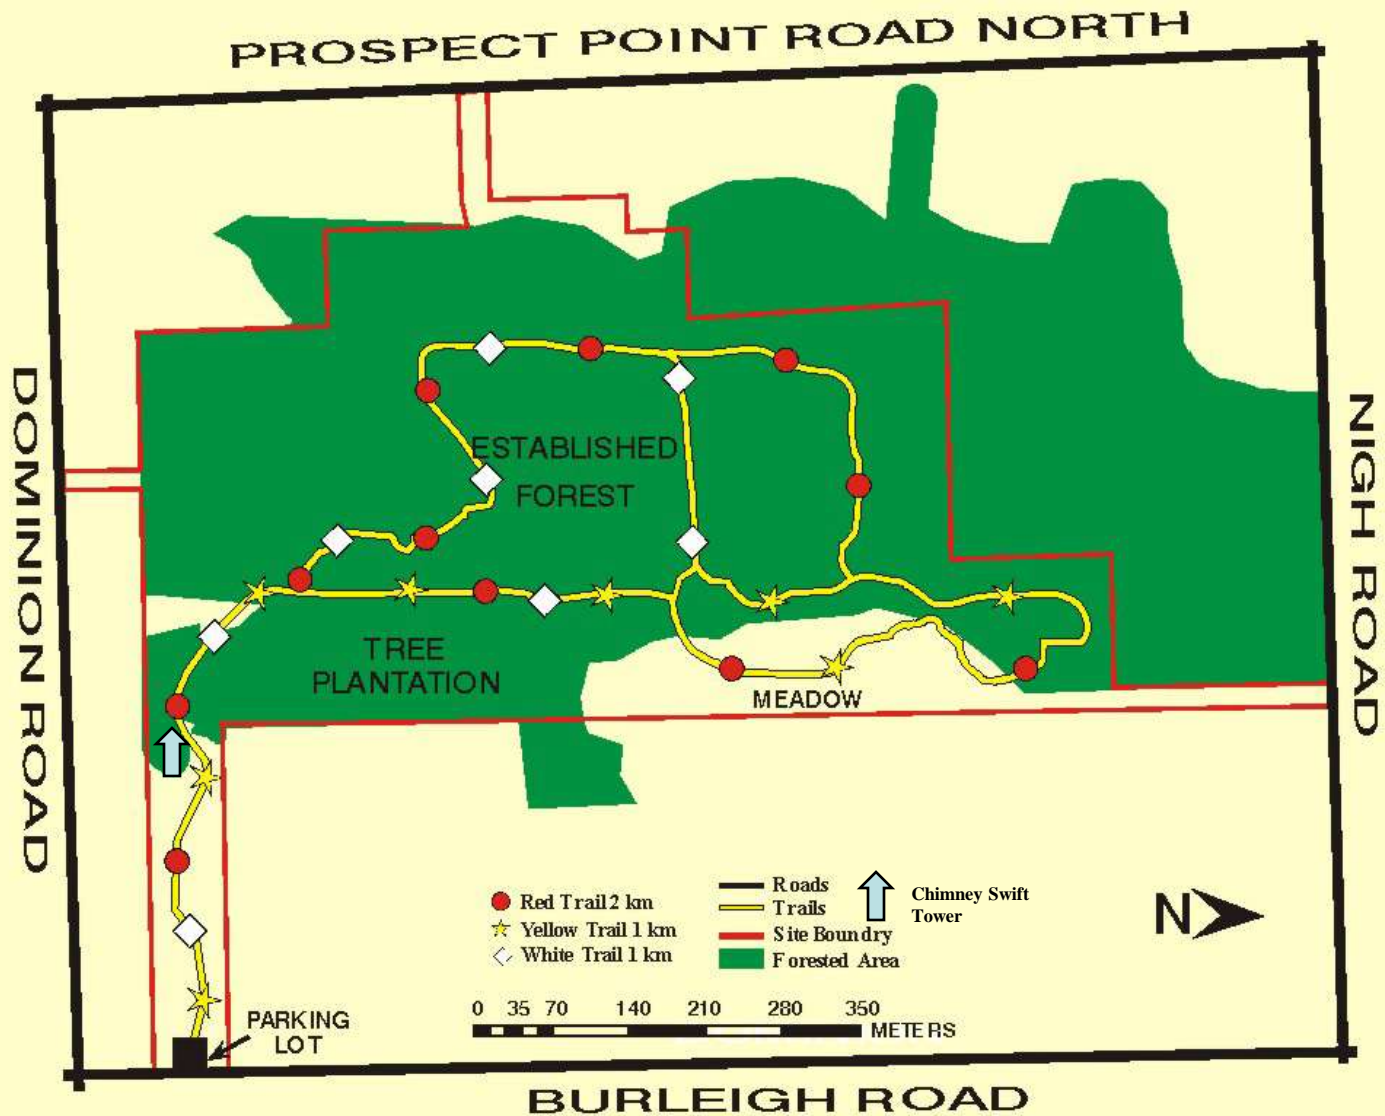 PROSPECT POINT ROAD NORTH
DOMINION ROAD
NIGH ROAD
ESTABLISHED
FOREST
TREE
PLANTATION
MEADOW
Red Trail 2 km
Yellow Trail 1 km
White Trail 1 km
Roads
Trails
Site Boundry
Forested Area
Chimney Swift
Tower
N
0 35 70 140 210 280 350
METERS
PARKING
LOT
BURLEIGH ROAD